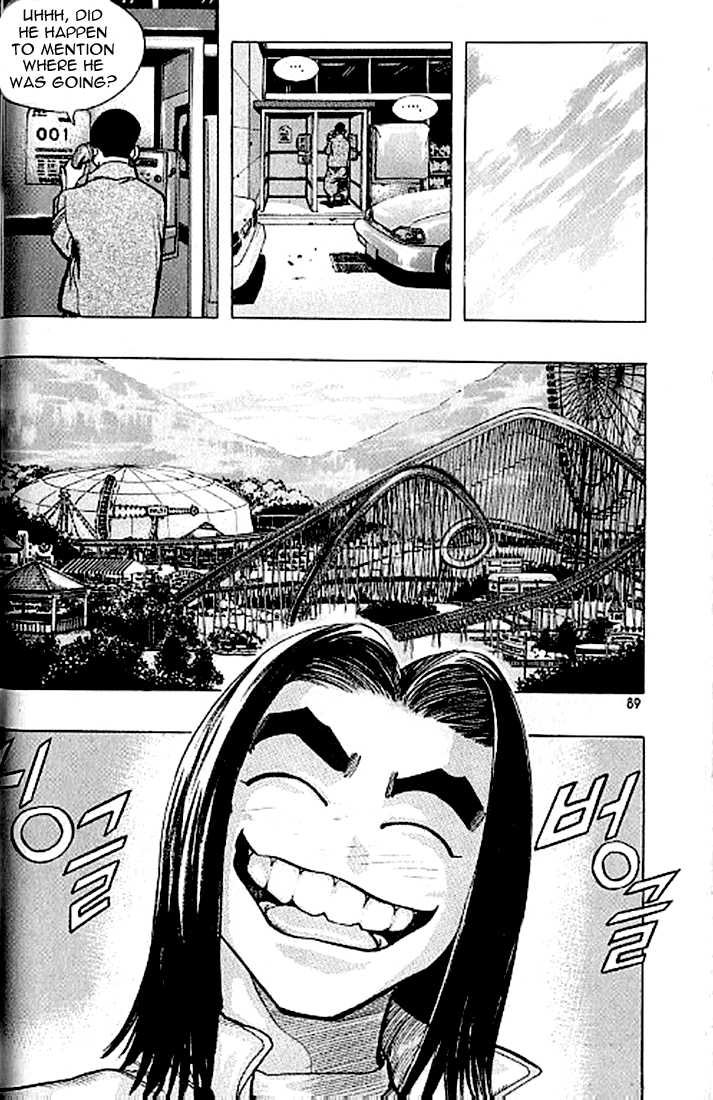 UHHH, DID
HE HAPPEN
TO MENTION
WHERE HE
WAS GOING?
001
....
....
89
싱글
벙글